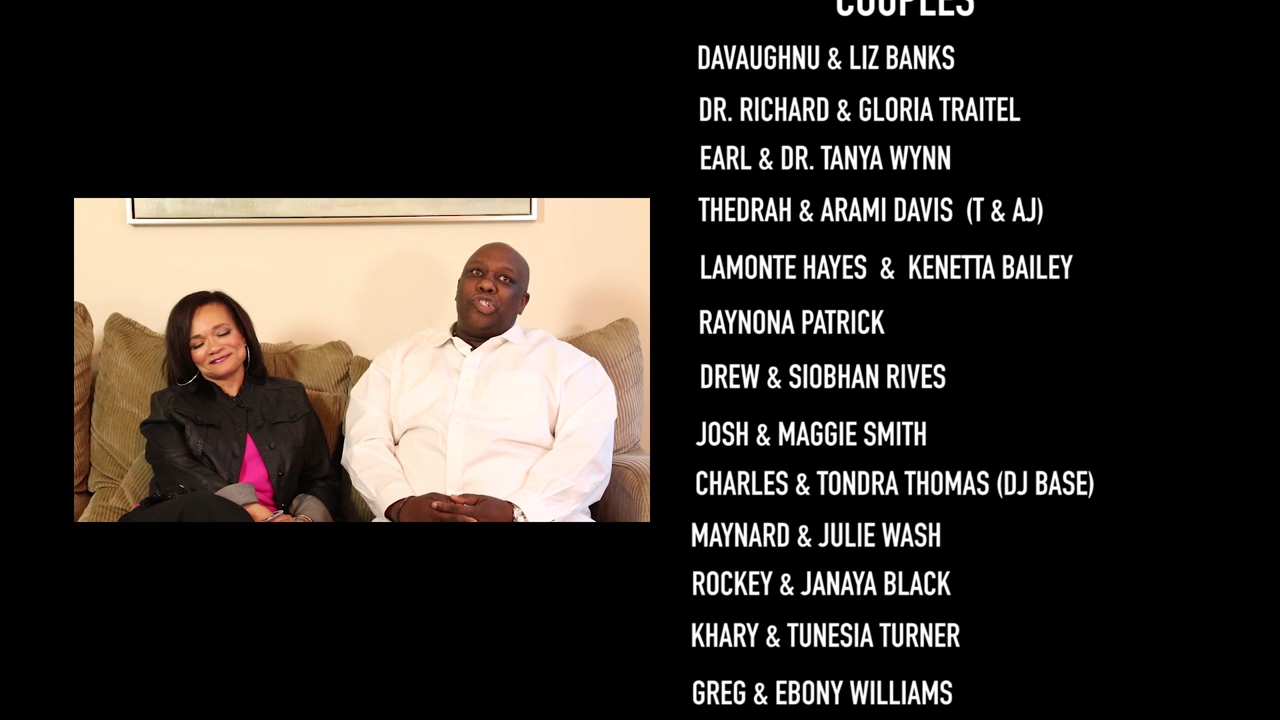 COUPLES
DAVAUGHNU & LIZ BANKS
DR. RICHARD & GLORIA TRAITEL
EARL & DR. TANYA WYNN
THEDRAH & ARAMI DAVIS (T & AJ)
LAMONTE HAYES & KENETTA BAILEY
RAYNONA PATRICK
DREW & SIOBHAN RIVES
JOSH & MAGGIE SMITH
CHARLES & TONDRA THOMAS (DJ BASE)
MAYNARD & JULIE WASH
ROCKEY & JANAYA BLACK
KHARY & TUNESIA TURNER
GREG & EBONY WILLIAMS